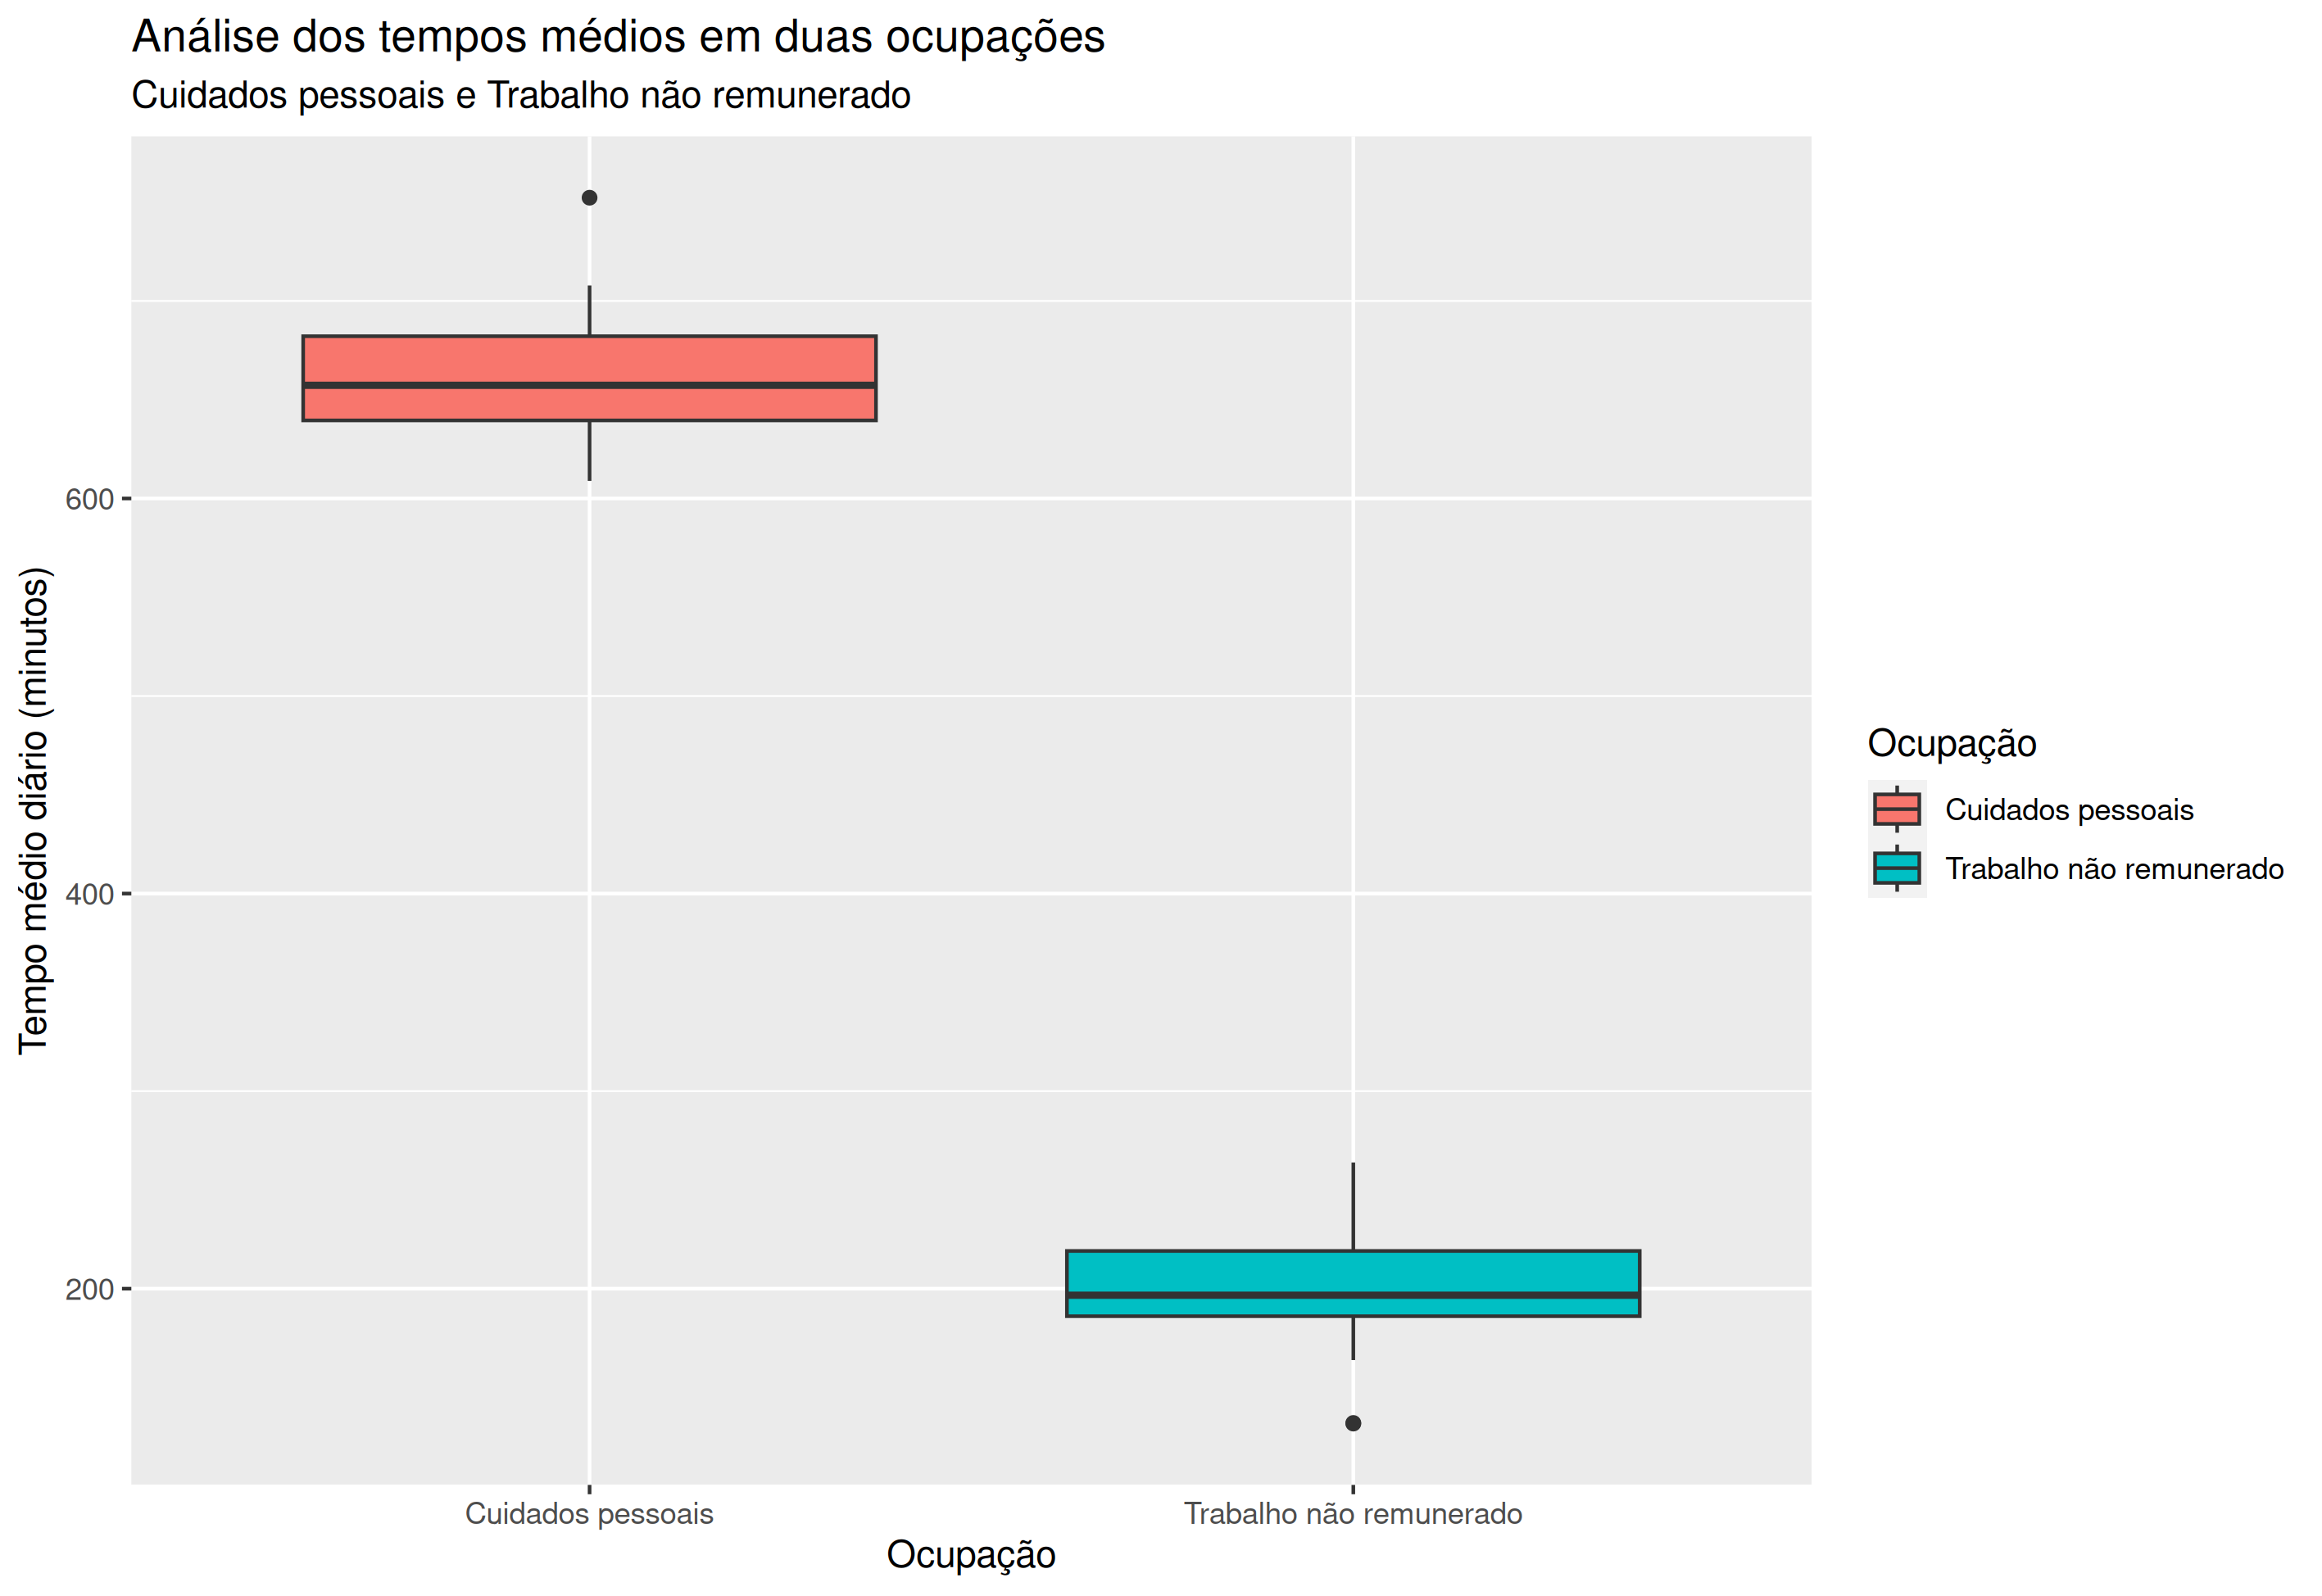 Análise dos tempos médios em duas ocupações
Cuidados pessoais e Trabalho não remunerado
Tempo médio diário (minutos)
600
400
200
Cuidados pessoais
Trabalho não remunerado
Ocupação
Ocupação
Cuidados pessoais
Trabalho não remunerado